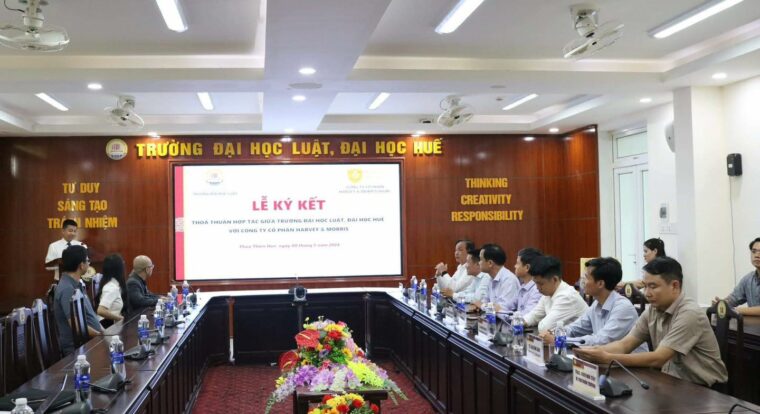 TRƯỜNG ĐẠI HỌC LUẬT, ĐẠI HỌC HUẾ
TƯ DUY
SÁNG TẠO
TRÁCH NHIỆM
LỄ KÝ KẾT
THOẢ THUẬN HỢP TÁC GIỮA TRƯỜNG ĐẠI HỌC LUẬT, ĐẠI HỌC HUẾ
VỚI CÔNG TY CỔ PHẦN HARVEY & MORRIS
THINKING
CREATIVITY
RESPONSIBILITY